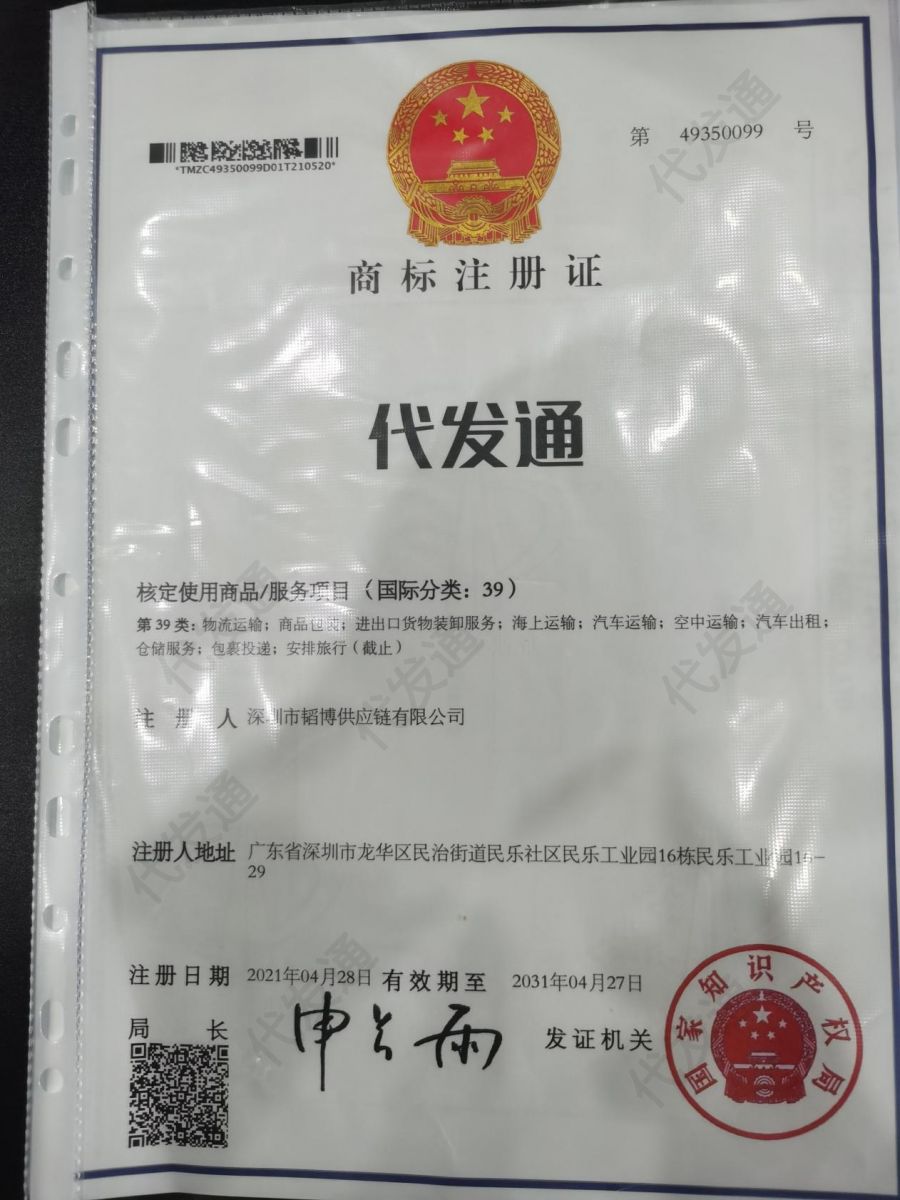 第 49350099 号
*TMZC49350099D01T210520*
商标注册证
代发通
核定使用商品/服务项目（国际分类：39）
第39类：物流运输；商品包装；进出口货物装卸服务；海上运输；汽车运输；空中运输；汽车出租；
仓储服务；包裹投递；安排旅行（截止）
注册人 深圳市韬博供应链有限公司
注册人地址 广东省深圳市龙华区民治街道民乐社区民乐工业园16栋民乐工业园16-
29
注册日期 2021年04月28日 有效期至 2031年04月27日
局长 申长雨 发证机关
国家知识产权局
代发通
代发通
代发通
代发通
代发通
代发通
代发通